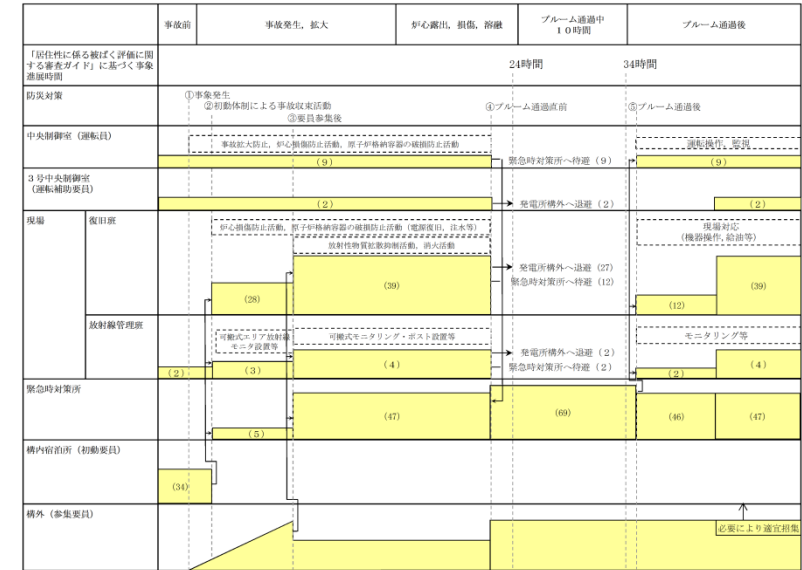 事故前
事故発生，拡大
炉心露出，損傷，溶融
プルーム通過中
１０時間
プルーム通過後
「居住性に係る被ばく評価に関
する審査ガイド」に基づく事象
進展時間
24時間
34時間
防災対策
①事象発生
②初動体制による事故収束活動
③要員参集後
④プルーム通過直前
⑤プルーム通過後
中央制御室（運転員）
事故拡大防止，炉心損傷防止活動，原子炉格納容器の破損防止活動
運転操作，監視
（9）
緊急時対策所へ待避（9）
（9）
３号中央制御室
（運転補助要員）
（2）
発電所構外へ退避（2）
（2）
現場
復旧班
炉心損傷防止活動，原子炉格納容器の破損防止活動（電源復旧，注水等）
放射性物質拡散抑制活動，消火活動
現場対応
（機器操作，給油等）
発電所構外へ退避（27）
緊急時対策所へ待避（12）
（28）
（39）
（12）
（39）
放射線管理班
可搬式エリア放射線
モニタ設置等
可搬式モニタリング・ポスト設置等
モニタリング等
発電所構外へ退避（2）
緊急時対策所へ待避（2）
（2）
（3）
（4）
（2）
（4）
緊急時対策所
（5）
（47）
（69）
（46）
（47）
構内宿泊所（初動要員）
（34）
構外（参集要員）
必要により適宜招集